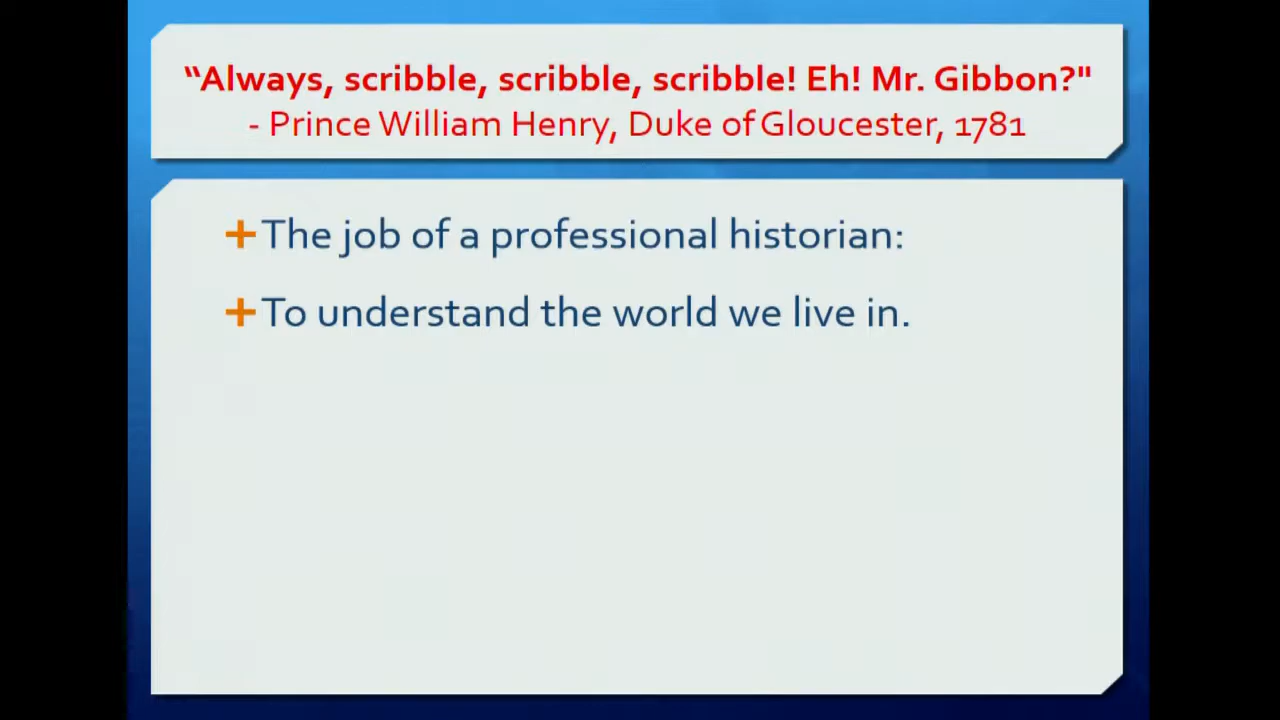 “Always, scribble, scribble, scribble! Eh! Mr. Gibbon?"
- Prince William Henry, Duke of Gloucester, 1781
+The job of a professional historian:
+To understand the world we live in.